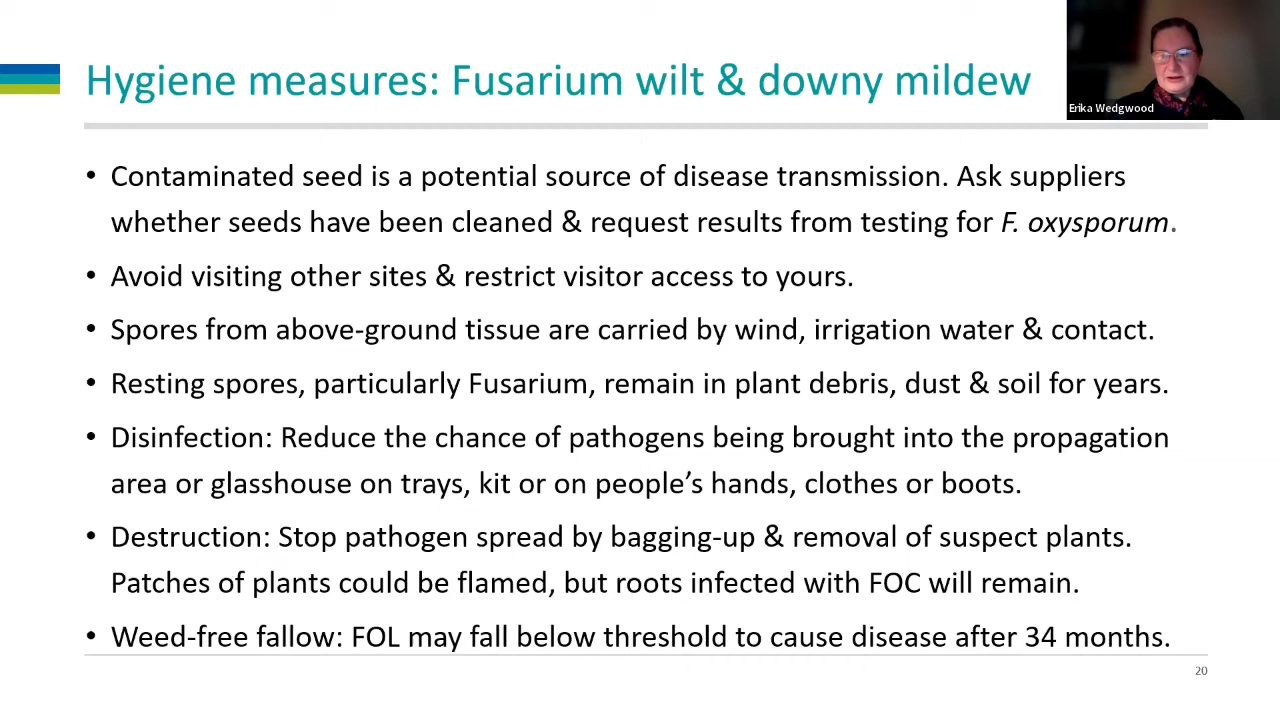 Hygiene measures: Fusarium wilt & downy mildew
Erika Wedgwood
• Contaminated seed is a potential source of disease transmission. Ask suppliers
whether seeds have been cleaned & request results from testing for F. oxysporum.
• Avoid visiting other sites & restrict visitor access to yours.
• Spores from above-ground tissue are carried by wind, irrigation water & contact.
• Resting spores, particularly Fusarium, remain in plant debris, dust & soil for years.
• Disinfection: Reduce the chance of pathogens being brought into the propagation
area or glasshouse on trays, kit or on people’s hands, clothes or boots.
• Destruction: Stop pathogen spread by bagging-up & removal of suspect plants.
Patches of plants could be flamed, but roots infected with FOC will remain.
• Weed-free fallow: FOL may fall below threshold to cause disease after 34 months.
20